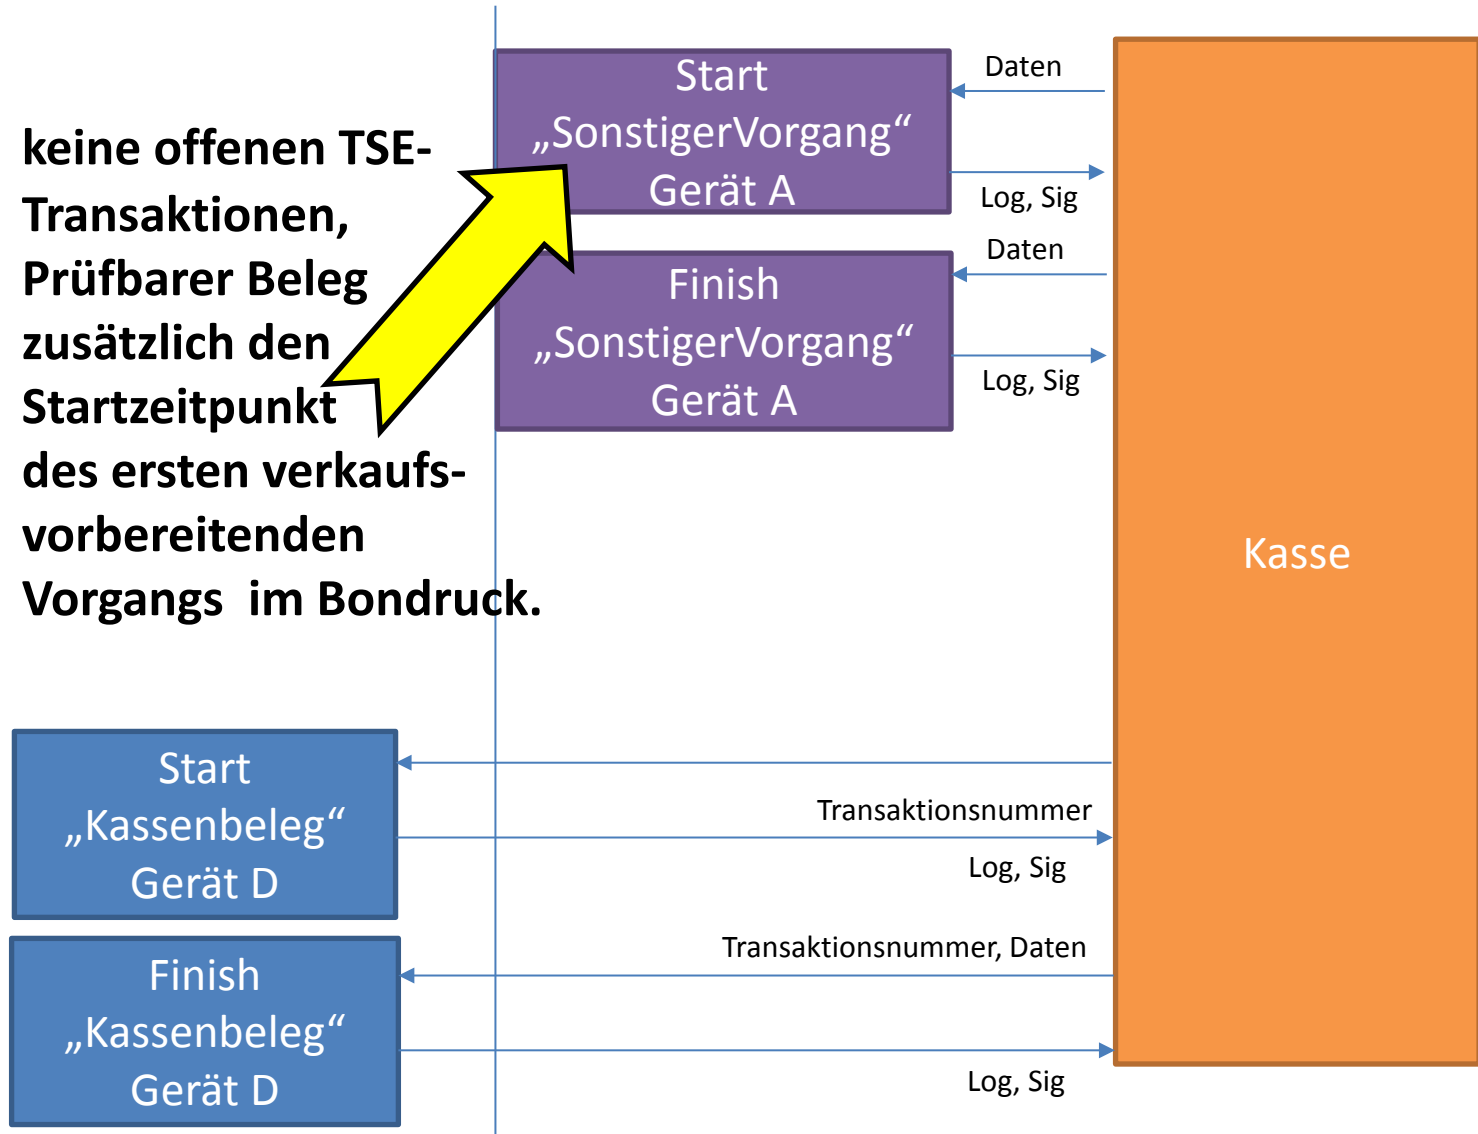 keine offenen TSE-
Transaktionen,
Prüfbarer Beleg
zusätzlich den
Startzeitpunkt
des ersten verkaufs-
vorbereitenden
Vorgangs  im Bondruck.
Start
„SonstigerVorgang“
Gerät A
Daten
Log, Sig
Finish
„SonstigerVorgang“
Gerät A
Daten
Log, Sig
Kasse
Start
„Kassenbeleg“
Gerät D
Transaktionsnummer
Log, Sig
Finish
„Kassenbeleg“
Gerät D
Transaktionsnummer, Daten
Log, Sig